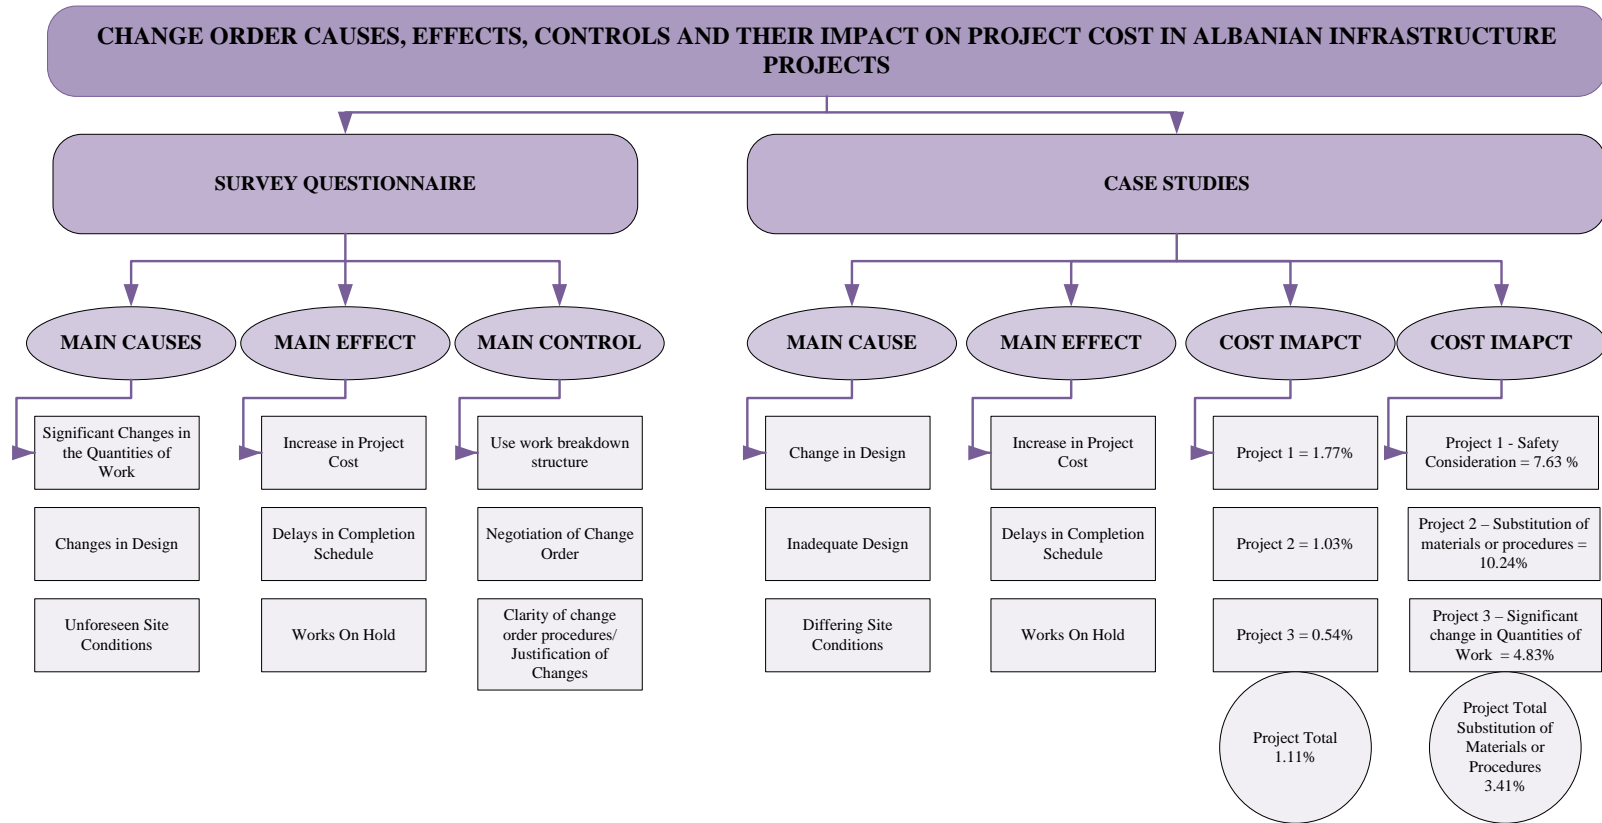 CHANGE ORDER CAUSES, EFFECTS, CONTROLS AND THEIR IMPACT ON PROJECT COST IN ALBANIAN INFRASTRUCTURE
PROJECTS
SURVEY QUESTIONNAIRE
CASE STUDIES
MAIN CAUSES
MAIN EFFECT
MAIN CONTROL
MAIN CAUSE
MAIN EFFECT
COST IMAPCT
COST IMAPCT
Significant Changes in
the Quantities of
Work
Changes in Design
Unforeseen Site
Conditions
Increase in Project
Cost
Delays in Completion
Schedule
Works On Hold
Use work breakdown
structure
Negotiation of Change
Order
Clarity of change
order procedures/
Justification of
Changes
Change in Design
Inadequate Design
Differing Site
Conditions
Increase in Project
Cost
Delays in Completion
Schedule
Works On Hold
Project 1 = 1.77%
Project 2 = 1.03%
Project 3 = 0.54%
Project Total
1.11%
Project 1 - Safety
Consideration = 7.63 %
Project 2 – Substitution of
materials or procedures =
10.24%
Project 3 – Significant
change in Quantities of
Work  = 4.83%
Project Total
Substitution of
Materials or
Procedures
3.41%